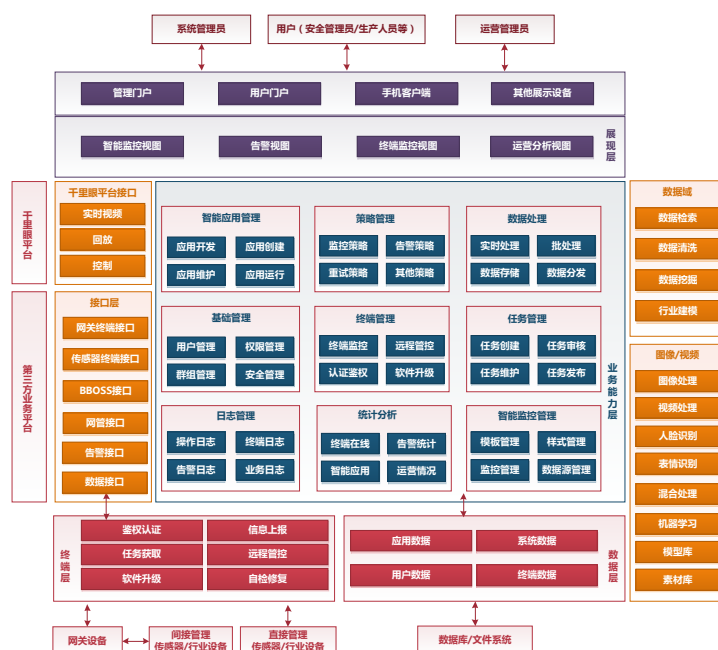 系统管理员
用户（安全管理员/生产人员等）
运营管理员
管理门户
用户门户
手机客户端
其他展示设备
智能监控视图
告警视图
终端监控视图
运营分析视图
展现层
千里眼平台
千里眼平台接口
实时视频
回放
控制
第三方业务平台
接口层
网关终端接口
传感器终端接口
BBOSS接口
网管接口
告警接口
数据接口
智能应用管理
应用开发
应用创建
应用维护
应用运行
策略管理
监控策略
告警策略
重试策略
其他策略
数据处理
实时处理
批处理
数据存储
数据分发
基础管理
用户管理
权限管理
群组管理
安全管理
终端管理
终端监控
远程管控
认证鉴权
软件升级
任务管理
任务创建
任务审核
任务维护
任务发布
日志管理
操作日志
终端日志
告警日志
业务日志
统计分析
终端在线
告警统计
智能应用
运营情况
智能监控管理
模板管理
样式管理
监控管理
数据源管理
业务能力层
数据域
数据检索
数据清洗
数据挖掘
行业建模
图像/视频
图像处理
视频处理
人脸识别
表情识别
混合处理
机器学习
模型库
素材库
终端层
鉴权认证
信息上报
任务获取
远程管控
软件升级
自检修复
应用数据
系统数据
用户数据
终端数据
数据层
网关设备
间接管理
传感器/行业设备
直接管理
传感器/行业设备
数据库/文件系统